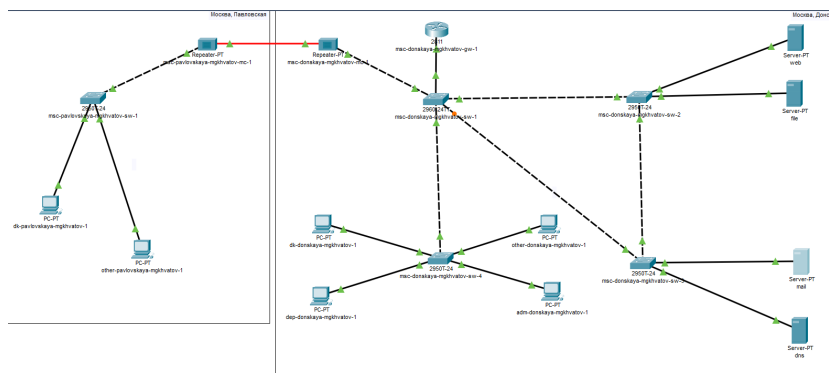 Москва, Павловская
Москва, Донс
Repeater-PT
msc-pavlovskaya-mgkhvatov-mc-1
Repeater-PT
msc-donskaya-mgkhvatov-mc-1
2811
msc-donskaya-mgkhvatov-gw-1
Server-PT
web
msc-pavlovskaya-mgkhvatov-sw-1
msc-donskaya-mgkhvatov-sw-1
2950T-24
msc-donskaya-mgkhvatov-sw-2
Server-PT
file
PC-PT
dk-pavlovskaya-mgkhvatov-1
PC-PT
other-pavlovskaya-mgkhvatov-1
PC-PT
dk-donskaya-mgkhvatov-1
PC-PT
other-donskaya-mgkhvatov-1
2950T-24
msc-donskaya-mgkhvatov-sw-4
2950T-24
Server-PT
mail
PC-PT
dep-donskaya-mgkhvatov-1
PC-PT
adm-donskaya-mgkhvatov-1
Server-PT
dns